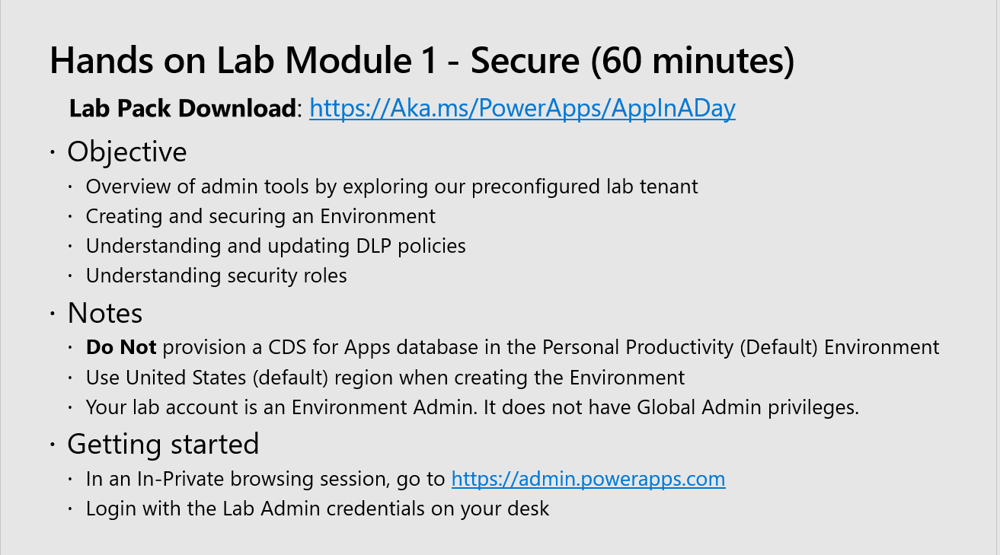 Hands on Lab Module 1 - Secure (60 minutes)
Lab Pack Download: https://Aka.ms/PowerApps/AppInADay
· Objective
· Overview of admin tools by exploring our preconfigured lab tenant
· Creating and securing an Environment
· Understanding and updating DLP policies
· Understanding security roles
· Notes
· Do Not provision a CDS for Apps database in the Personal Productivity (Default) Environment
· Use United States (default) region when creating the Environment
· Your lab account is an Environment Admin. It does not have Global Admin privileges.
· Getting started
· In an In-Private browsing session, go to https://admin.powerapps.com
· Login with the Lab Admin credentials on your desk